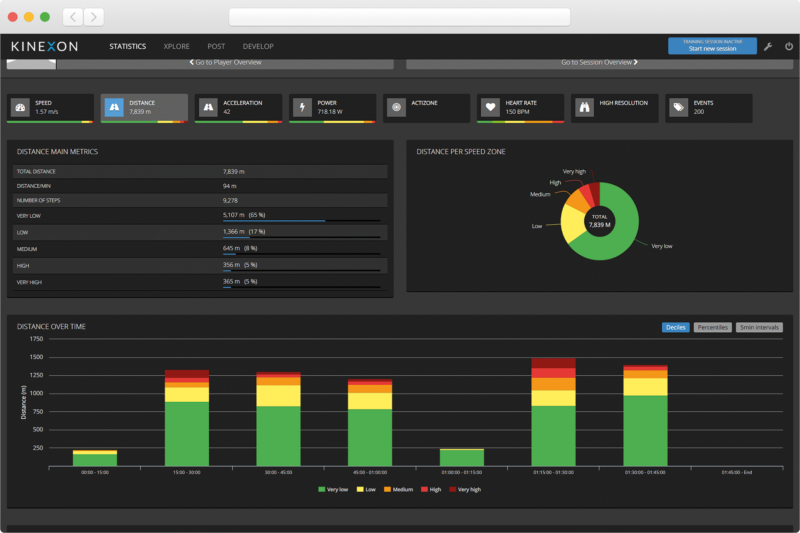 KINEXON STATISTICS XPLORE POST DEVELOP
TRAINING SESSION INACTIVE
Start new session
Go to Player Overview
Go to Session Overview
SPEED
1.57 m/s
DISTANCE
7,839 m
ACCELERATION
42
POWER
718.18 W
ACTIZONE
HEART RATE
150 BPM
HIGH RESOLUTION
EVENTS
200
DISTANCE MAIN METRICS
TOTAL DISTANCE 7,839 m
DISTANCE/MIN 94 m
NUMBER OF STEPS 9,278
VERY LOW 5,107 m (65 %)
LOW 1,366 m (17 %)
MEDIUM 645 m (8 %)
HIGH 356 m (5 %)
VERY HIGH 365 m (5 %)
DISTANCE PER SPEED ZONE
Very high
High
Medium
Low
TOTAL
7,839 M
Very low
DISTANCE OVER TIME
Deciles Percentiles 5min intervals
Distance (m)
1750
1500
1250
1000
750
500
250
00:00 - 15:00 15:00 - 30:00 30:00 - 45:00 45:00 - 01:00:00 01:00:00 - 01:15:00 01:15:00 - 01:30:00 01:30:00 - 01:45:00 01:45:00 - End
Very low Low Medium High Very high